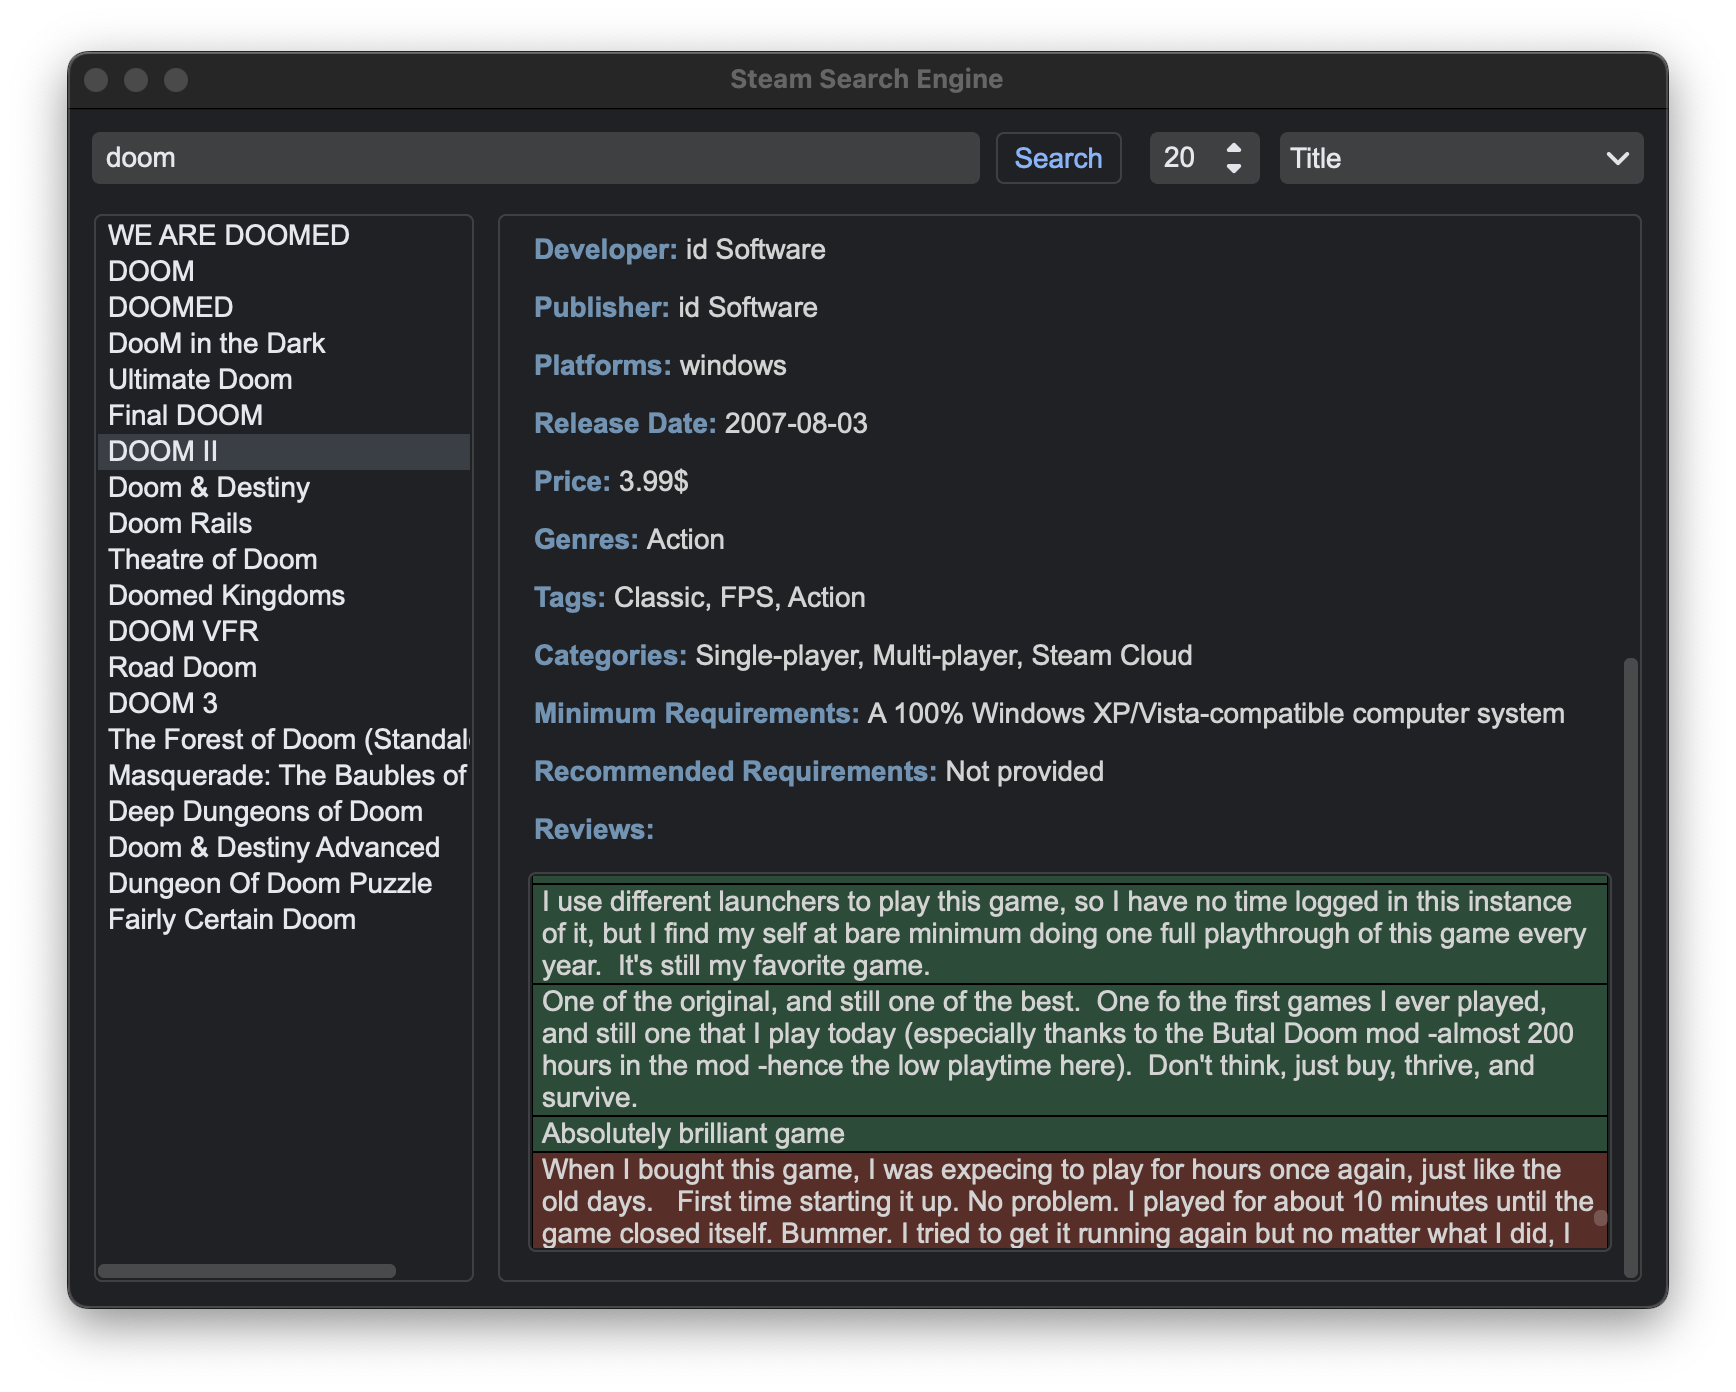 Steam Search Engine
doom
Search
20
Title
WE ARE DOOMED
DOOM
DOOMED
DooM in the Dark
Ultimate Doom
Final DOOM
DOOM II
Doom & Destiny
Doom Rails
Theatre of Doom
Doomed Kingdoms
DOOM VFR
Road Doom
DOOM 3
The Forest of Doom (Standal
Masquerade: The Baubles of
Deep Dungeons of Doom
Doom & Destiny Advanced
Dungeon Of Doom Puzzle
Fairly Certain Doom
Developer: id Software
Publisher: id Software
Platforms: windows
Release Date: 2007-08-03
Price: 3.99$
Genres: Action
Tags: Classic, FPS, Action
Categories: Single-player, Multi-player, Steam Cloud
Minimum Requirements: A 100% Windows XP/Vista-compatible computer system
Recommended Requirements: Not provided
Reviews:
I use different launchers to play this game, so I have no time logged in this instance
of it, but I find my self at bare minimum doing one full playthrough of this game every
year.  It's still my favorite game.
One of the original, and still one of the best.  One fo the first games I ever played,
and still one that I play today (especially thanks to the Butal Doom mod -almost 200
hours in the mod -hence the low playtime here).  Don't think, just buy, thrive, and
survive.
Absolutely brilliant game
When I bought this game, I was expecing to play for hours once again, just like the
old days.   First time starting it up. No problem. I played for about 10 minutes until the
game closed itself. Bummer. I tried to get it running again but no matter what I did, I